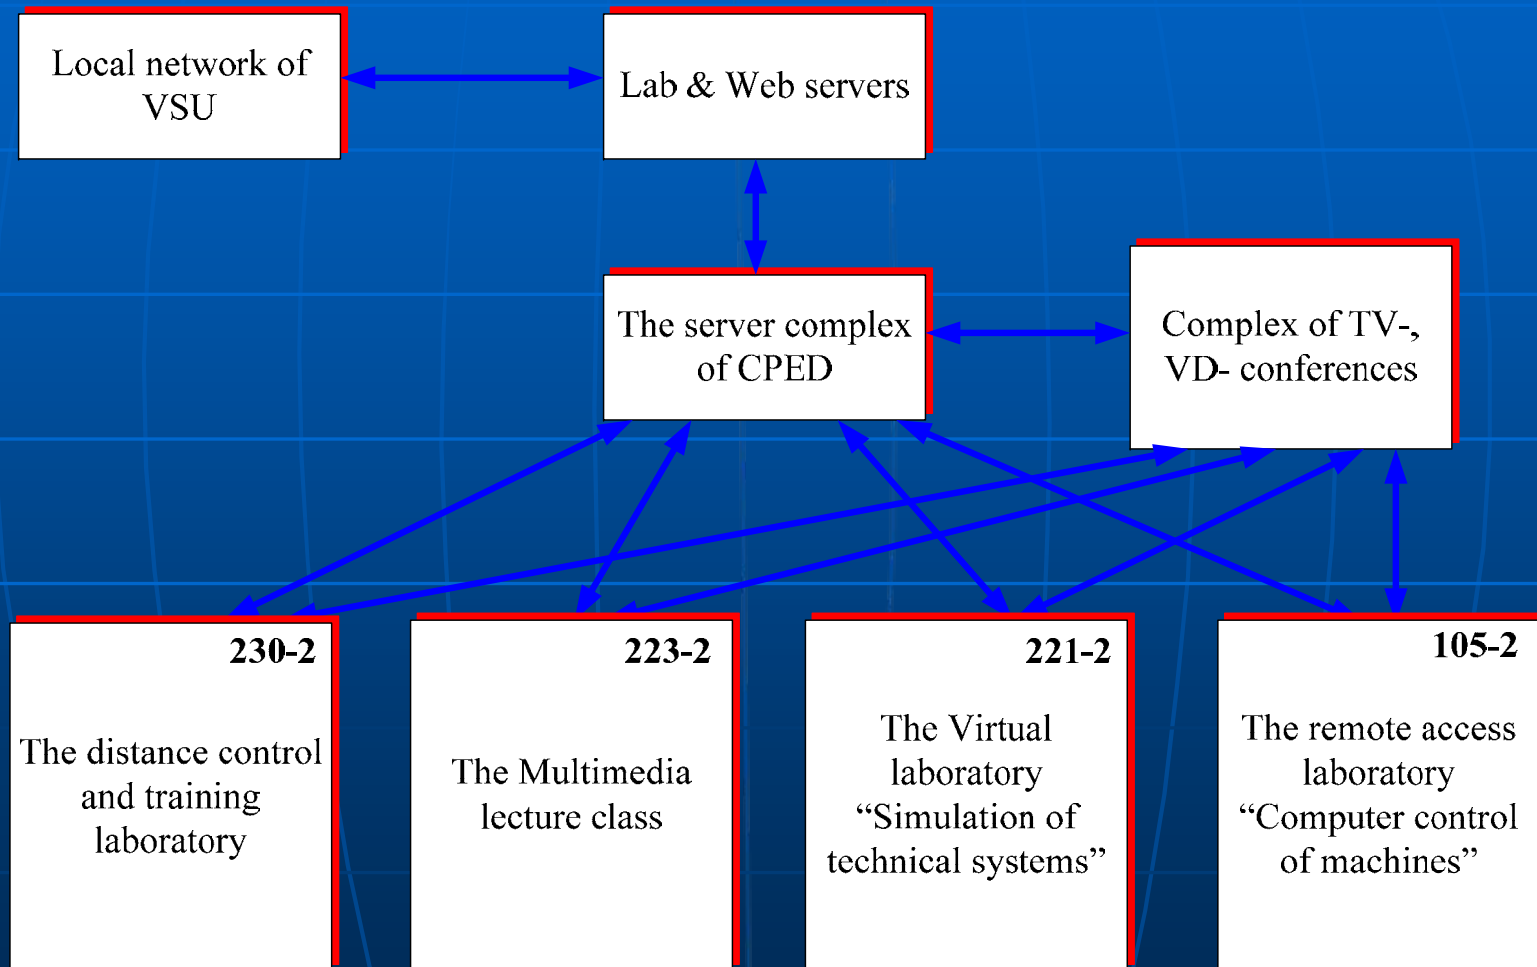 Local network of
VSU
Lab & Web servers
The server complex
of CPED
Complex of TV-,
VD- conferences
230-2
The distance control
and training
laboratory
223-2
The Multimedia
lecture class
221-2
The Virtual
laboratory
“Simulation of
technical systems”
105-2
The remote access
laboratory
“Computer control
of machines”